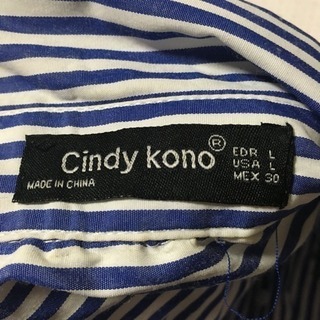 Cindy kono®
EDR L
USA L
MEX 30
MADE IN CHINA